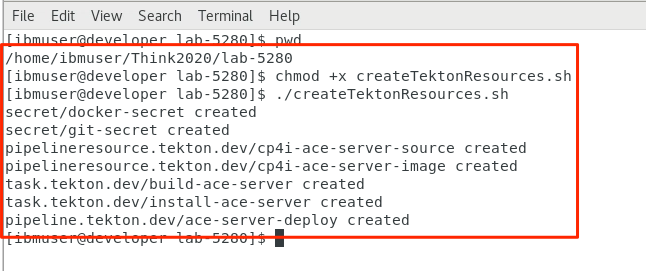 File Edit View Search Terminal Help
[ibmuser@developer lab-5280]$ pwd
/home/ibmuser/Think2020/lab-5280
[ibmuser@developer lab-5280]$ chmod +x createTektonResources.sh
[ibmuser@developer lab-5280]$ ./createTektonResources.sh
secret/docker-secret created
secret/git-secret created
pipelineresource.tekton.dev/cp4i-ace-server-source created
pipelineresource.tekton.dev/cp4i-ace-server-image created
task.tekton.dev/build-ace-server created
task.tekton.dev/install-ace-server created
pipeline.tekton.dev/ace-server-deploy created
[ibmuser@developer lab-5280]$